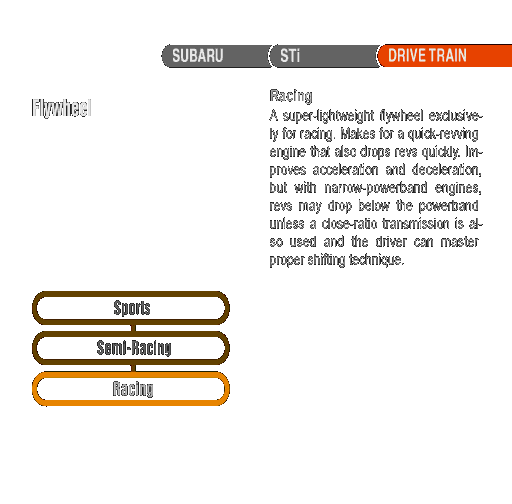 SUBARU STi DRIVE TRAIN
Flywheel
Racing
A super-lightweight flywheel exclusive-
ly for racing. Makes for a quick-revving
engine that also drops revs quickly. Im-
proves acceleration and deceleration,
but with narrow-powerband engines,
revs may drop below the powerband
unless a close-ratio transmission is al-
so used and the driver can master
proper shifting technique.
Sports
Semi-Racing
Racing